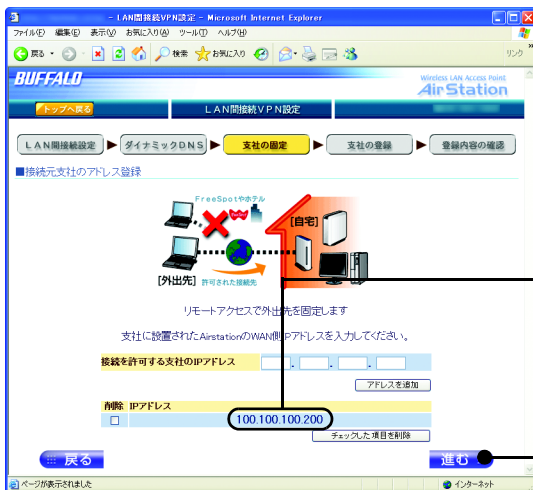 - LAN間接続VPN設定 - Microsoft Internet Explorer
ファイル(F) 編集(E) 表示(V) お気に入り(A) ツール(T) ヘルプ(H)
戻る 検索 お気に入り リンク »
BUFFALO
Wireless LAN Access Point
AirStation
トップへ戻る
LAN間接続VPN設定
LAN間接続設定 ダイナミックDNS 支社の固定 支社の登録 登録内容の確認
■接続元支社のアドレス登録
FreeSpotやホテル
[自宅]
[外出先] 許可された接続先
リモートアクセスで外出先を固定します
支社に設置されたAirstationのWAN側IPアドレスを入力してください。
接続を許可する支社のIPアドレス . . .
アドレスを追加
削除 IPアドレス
100.100.100.200
チェックした項目を削除
戻る 進む
ページが表示されました インターネット